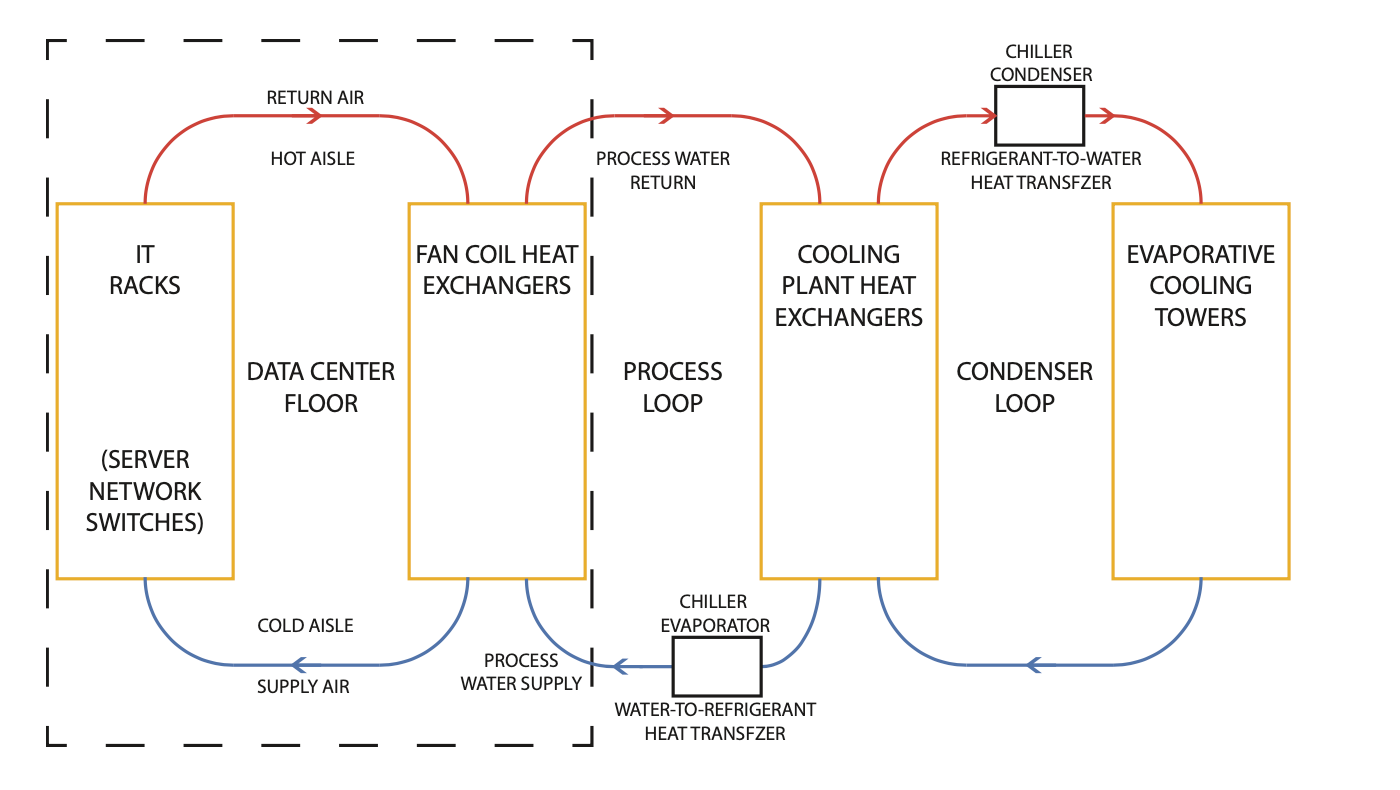 CHILLER
CONDENSER
RETURN AIR
HOT AISLE
PROCESS WATER
RETURN
REFRIGERANT-TO-WATER
HEAT TRANSFZER
IT
RACKS
(SERVER
NETWORK
SWITCHES)
DATA CENTER
FLOOR
FAN COIL HEAT
EXCHANGERS
PROCESS
LOOP
COOLING
PLANT HEAT
EXCHANGERS
CONDENSER
LOOP
EVAPORATIVE
COOLING
TOWERS
COLD AISLE
SUPPLY AIR
PROCESS
WATER SUPPLY
CHILLER
EVAPORATOR
WATER-TO-REFRIGERANT
HEAT TRANSFZER